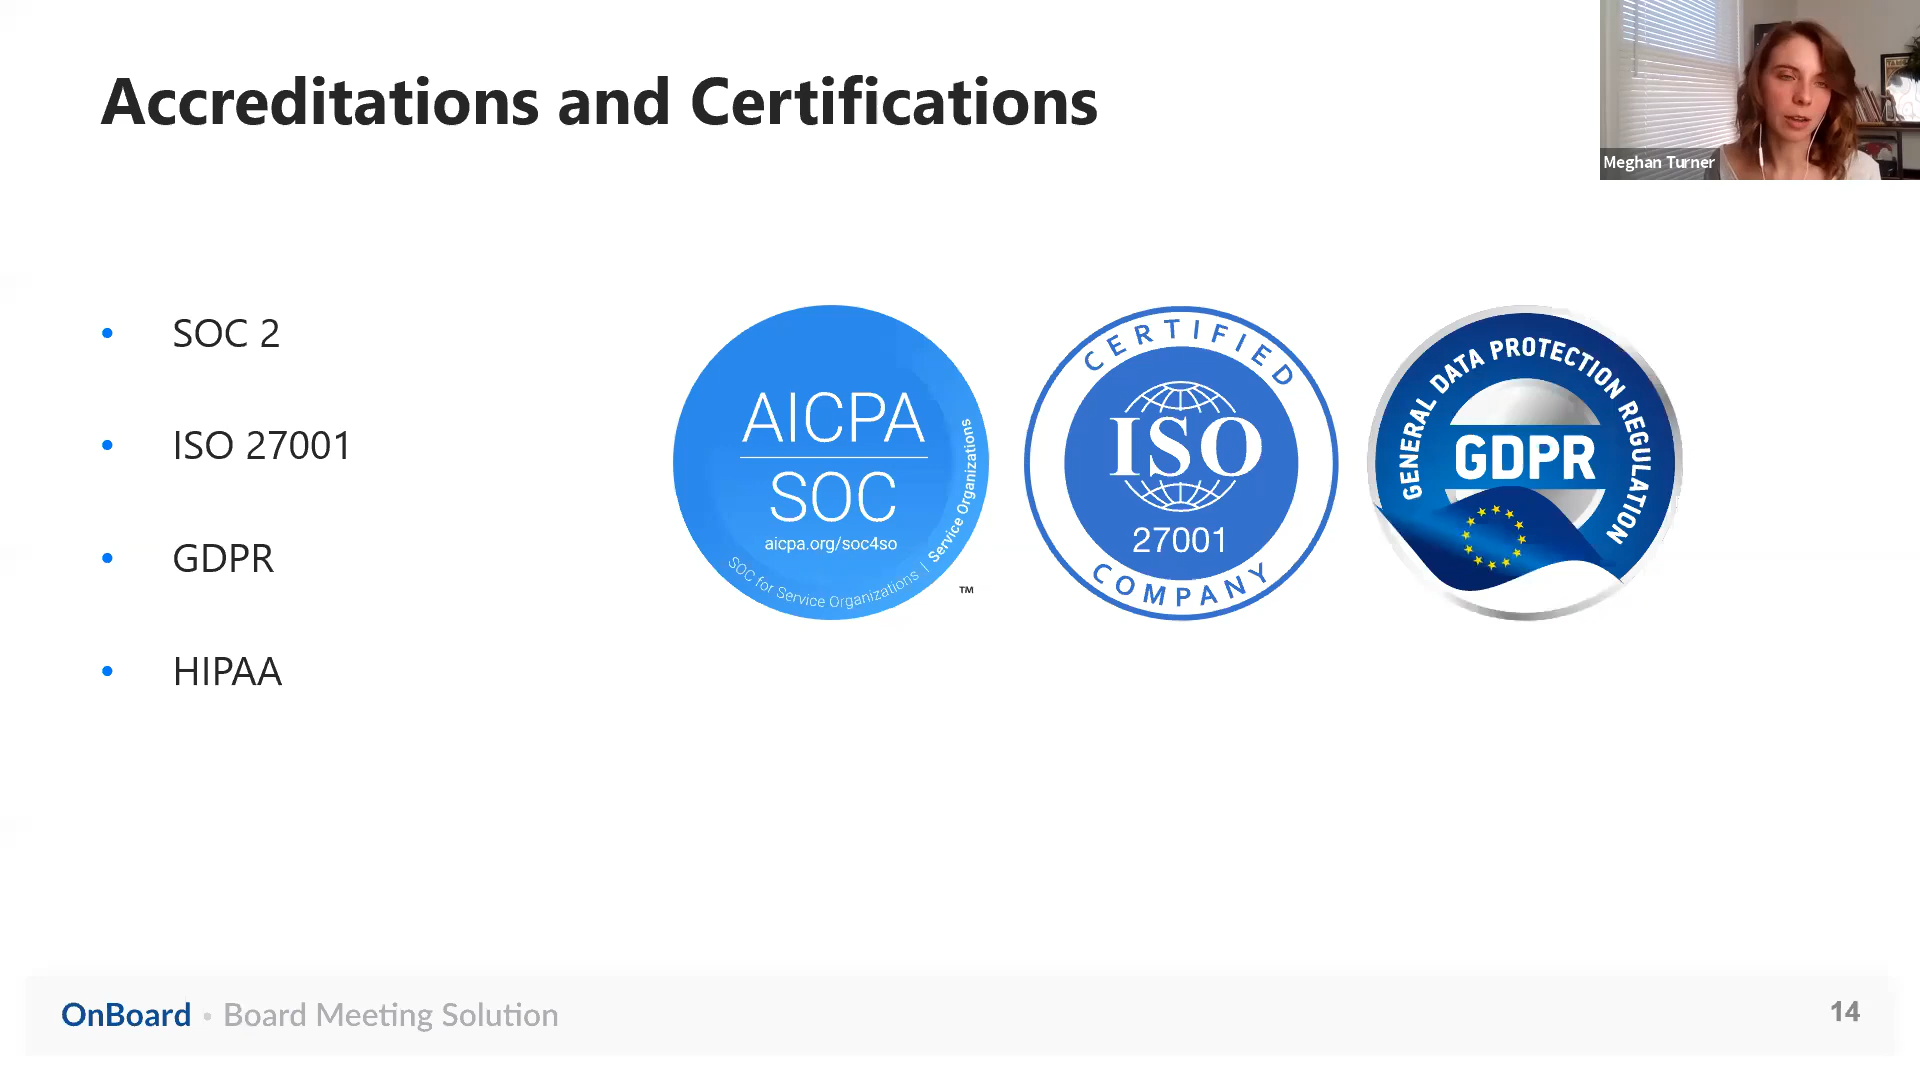 Accreditations and Certifications
Meghan Turner
• SOC 2
• ISO 27001
• GDPR
• HIPAA
AICPA
SOC
aicpa.org/soc4so
SOC for Service Organizations | Service Organizations
TM
CERTIFIED
ISO
27001
COMPANY
GENERAL DATA PROTECTION REGULATION
GDPR
OnBoard • Board Meeting Solution
14